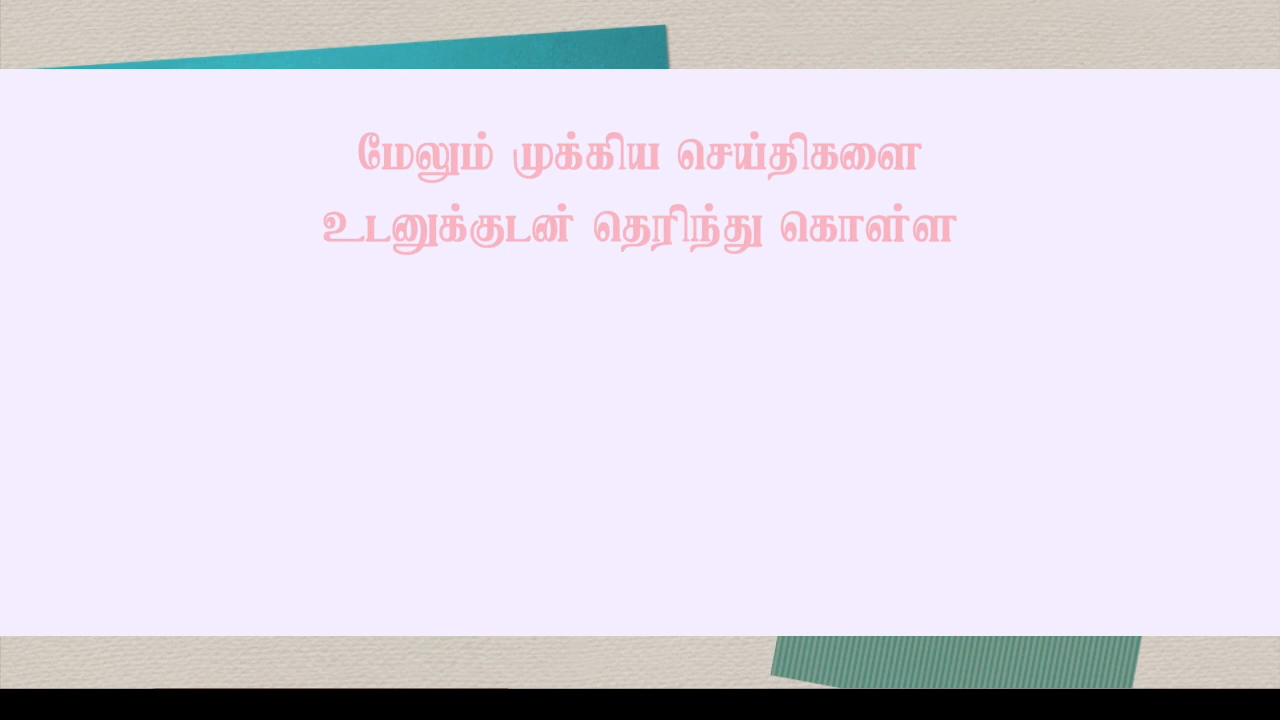 மேலும் முக்கிய செய்திகளை
உடனுக்குடன் தெரிந்து கொள்ள